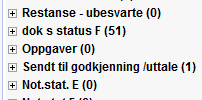 Restanse - ubesvarte (0)
dok s status F (51)
Oppgaver (0)
Sendt til godkjenning /uttale (1)
Not.stat. E (0)